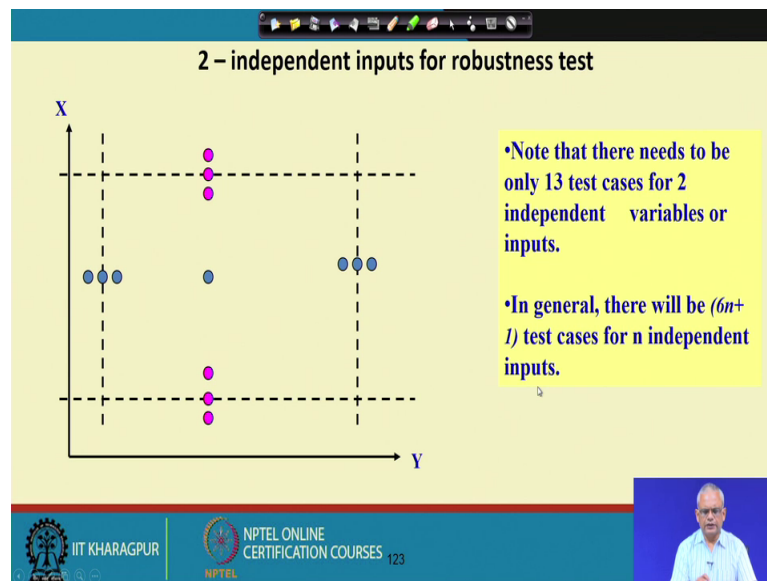 2 – independent inputs for robustness test
X
•Note that there needs to be
only 13 test cases for 2
independent variables or
inputs.
•In general, there will be (6n+
1) test cases for n independent
inputs.
Y
IIT KHARAGPUR
NPTEL
NPTEL ONLINE
CERTIFICATION COURSES
123